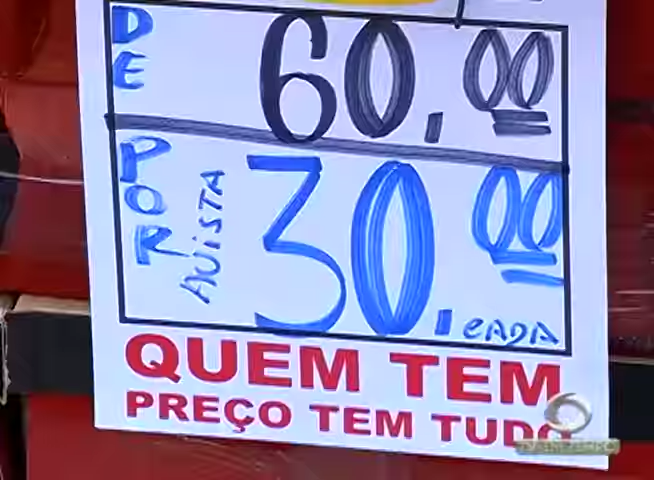 DE 60,00
POR AVISTA 30,00
, CADA
QUEM TEM
PREÇO TEM TUDO